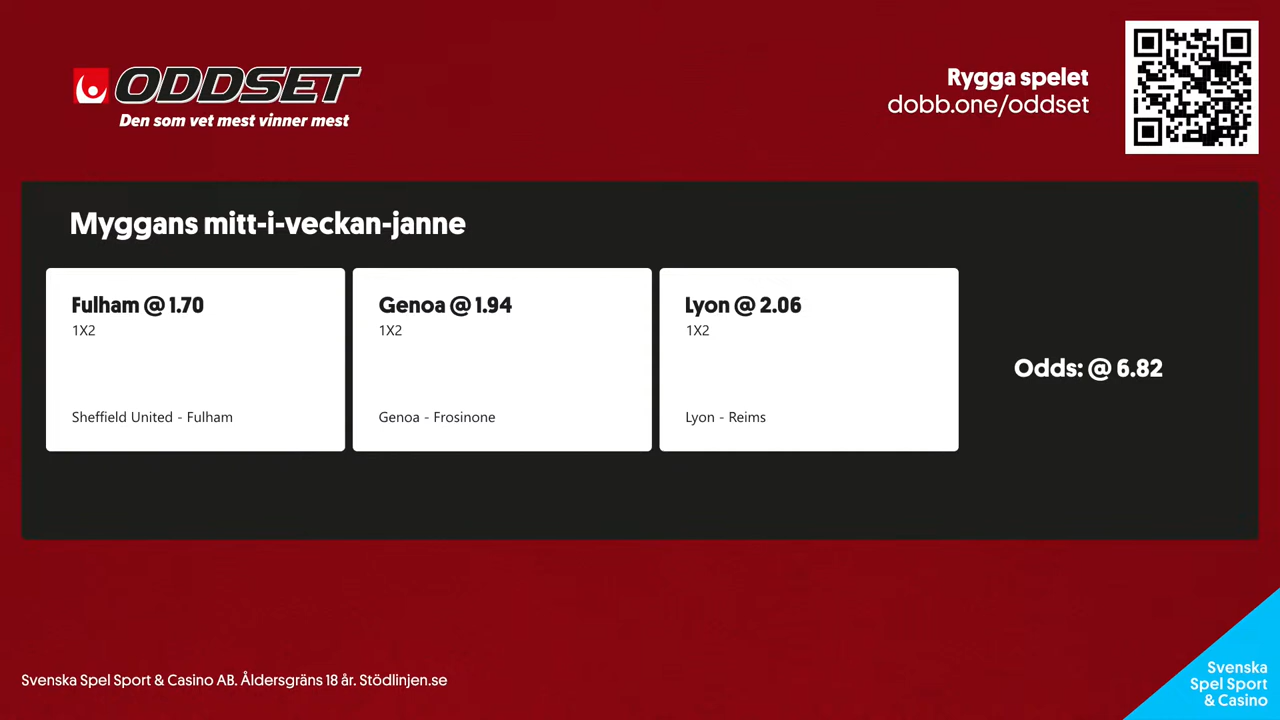 ODDSET
Den som vet mest vinner mest
Rygga spelet
dobb.one/oddset
Myggans mitt-i-veckan-janne
Fulham @ 1.70
1X2
Sheffield United - Fulham
Genoa @ 1.94
1X2
Genoa - Frosinone
Lyon @ 2.06
1X2
Lyon - Reims
Odds: @ 6.82
Svenska Spel Sport & Casino AB. Åldersgräns 18 år. Stödlinjen.se
Svenska
Spel Sport
& Casino